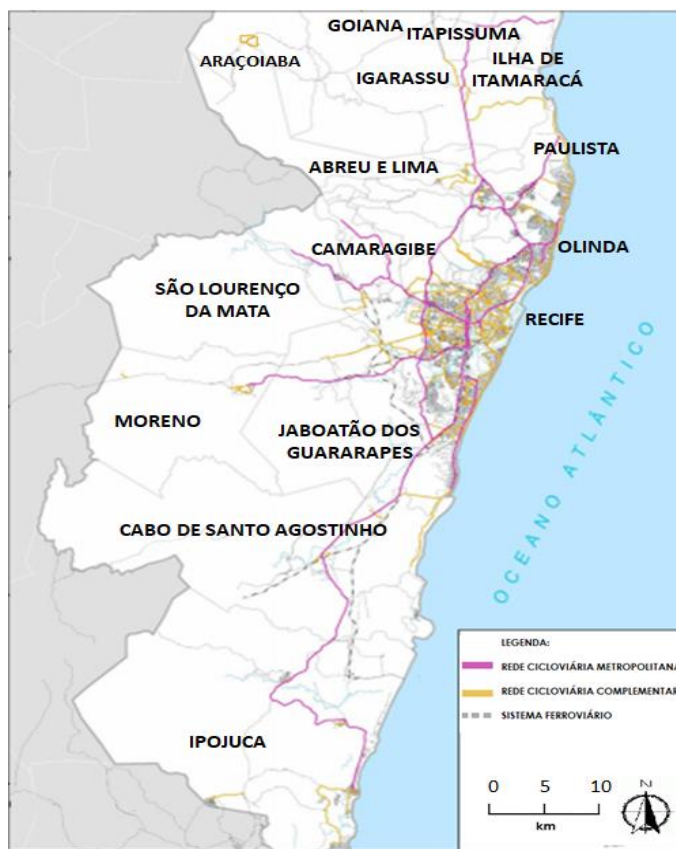 GOIANA
ITAPISSUMA
ARAÇOIABA
ILHA DE
ITAMARACÁ
IGARASSU
PAULISTA
ABREU E LIMA
CAMARAGIBE
OLINDA
SÃO LOURENÇO
DA MATA
RECIFE
MORENO
JABOATÃO DOS
GUARARAPES
OCEANO ATLÂNTICO
CABO DE SANTO AGOSTINHO
IPOJUCA
LEGENDA:
REDE CICLOVIÁRIA METROPOLITANA
REDE CICLOVIÁRIA COMPLEMENTAR
SISTEMA FERROVIÁRIO
0 5 10
km
N